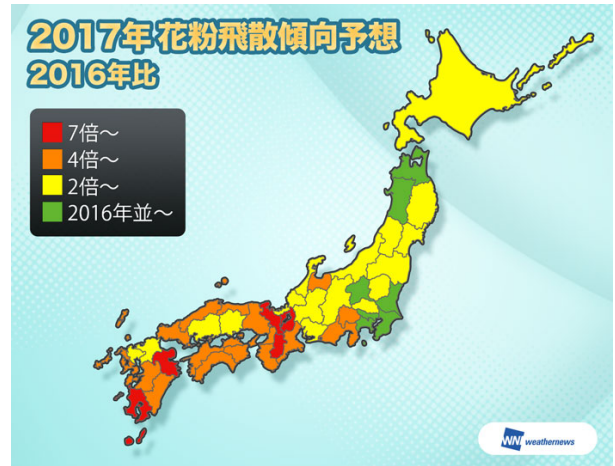 2017年 花粉飛散傾向予想
2016年比
7倍～
4倍～
2倍～
2016年並～
WNI weathernews